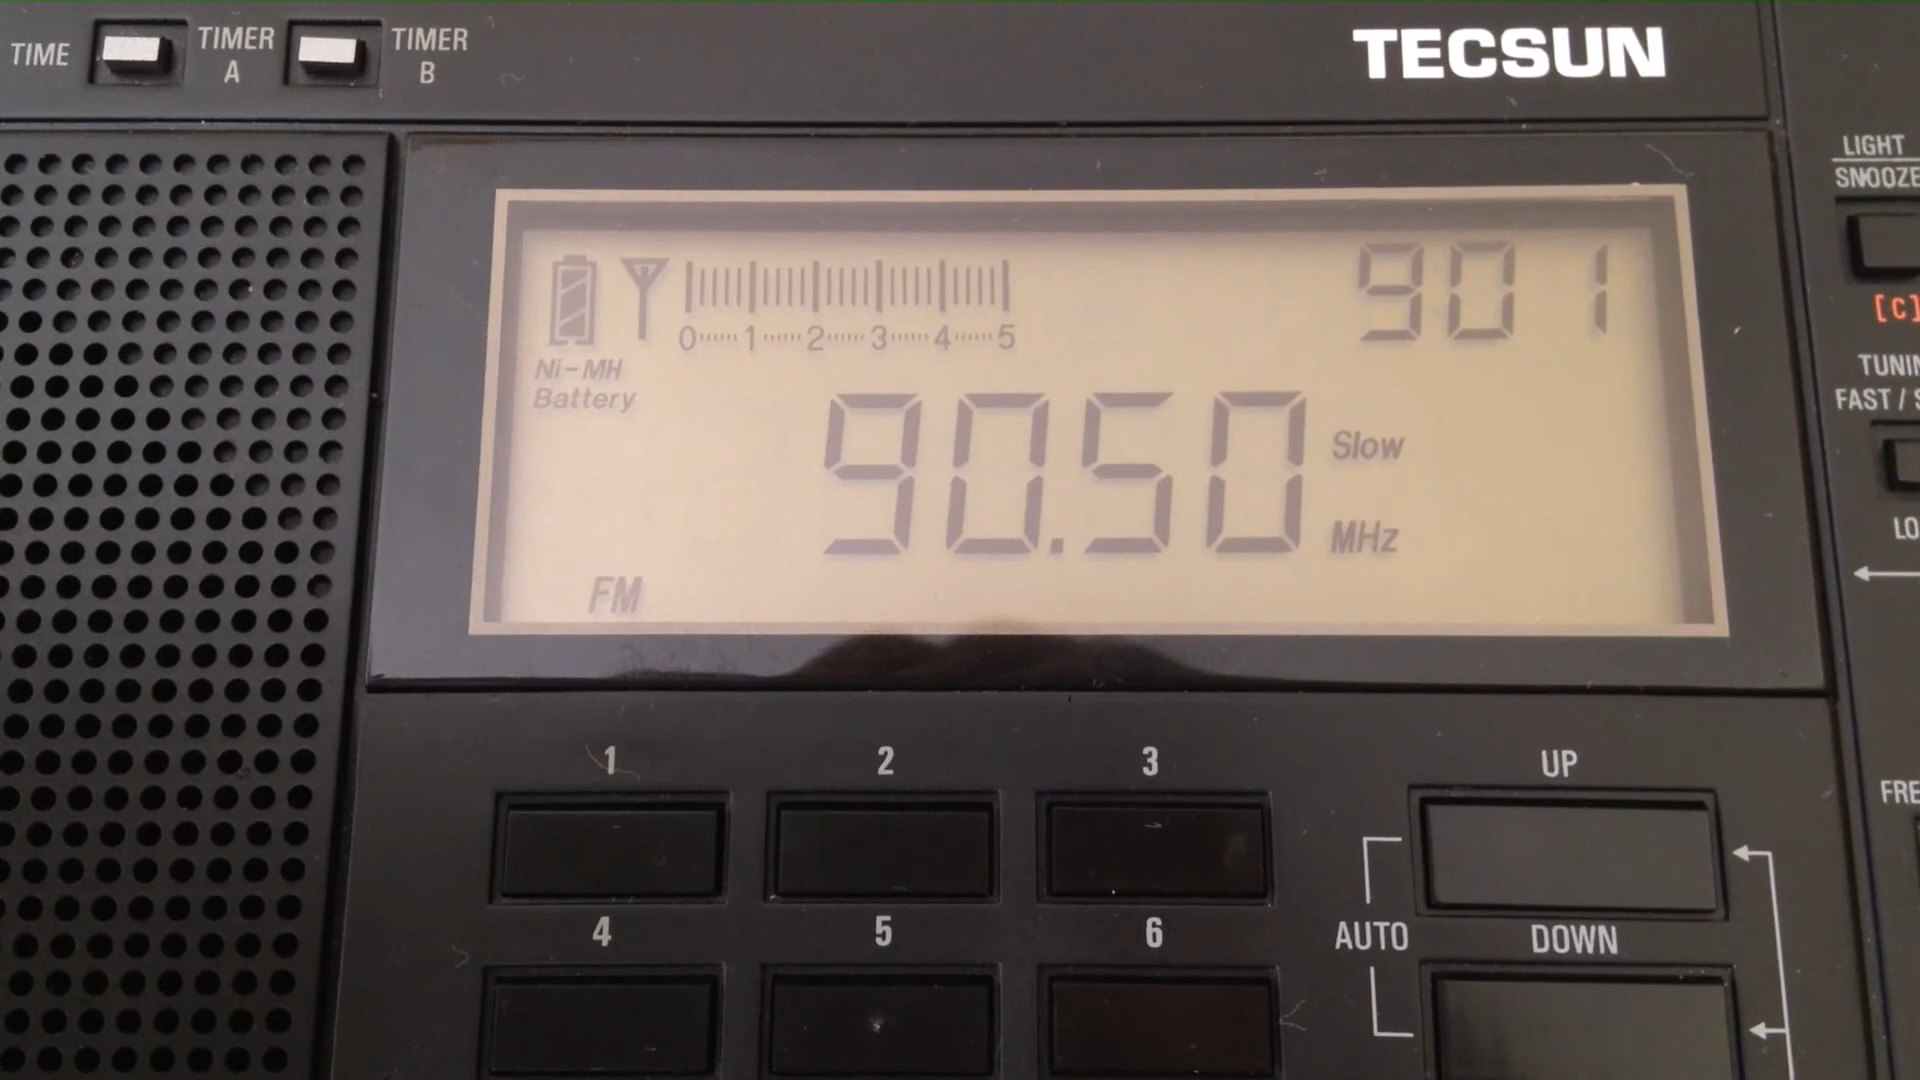 TIME
TIMER A
TIMER B
TECSUN
LIGHT
SNOOZE
[C]
901
0 1 2 3 4 5
Ni-MH
Battery
90.50
Slow
MHz
FM
FAST /
1 2 3
UP
4 5 6
AUTO
DOWN